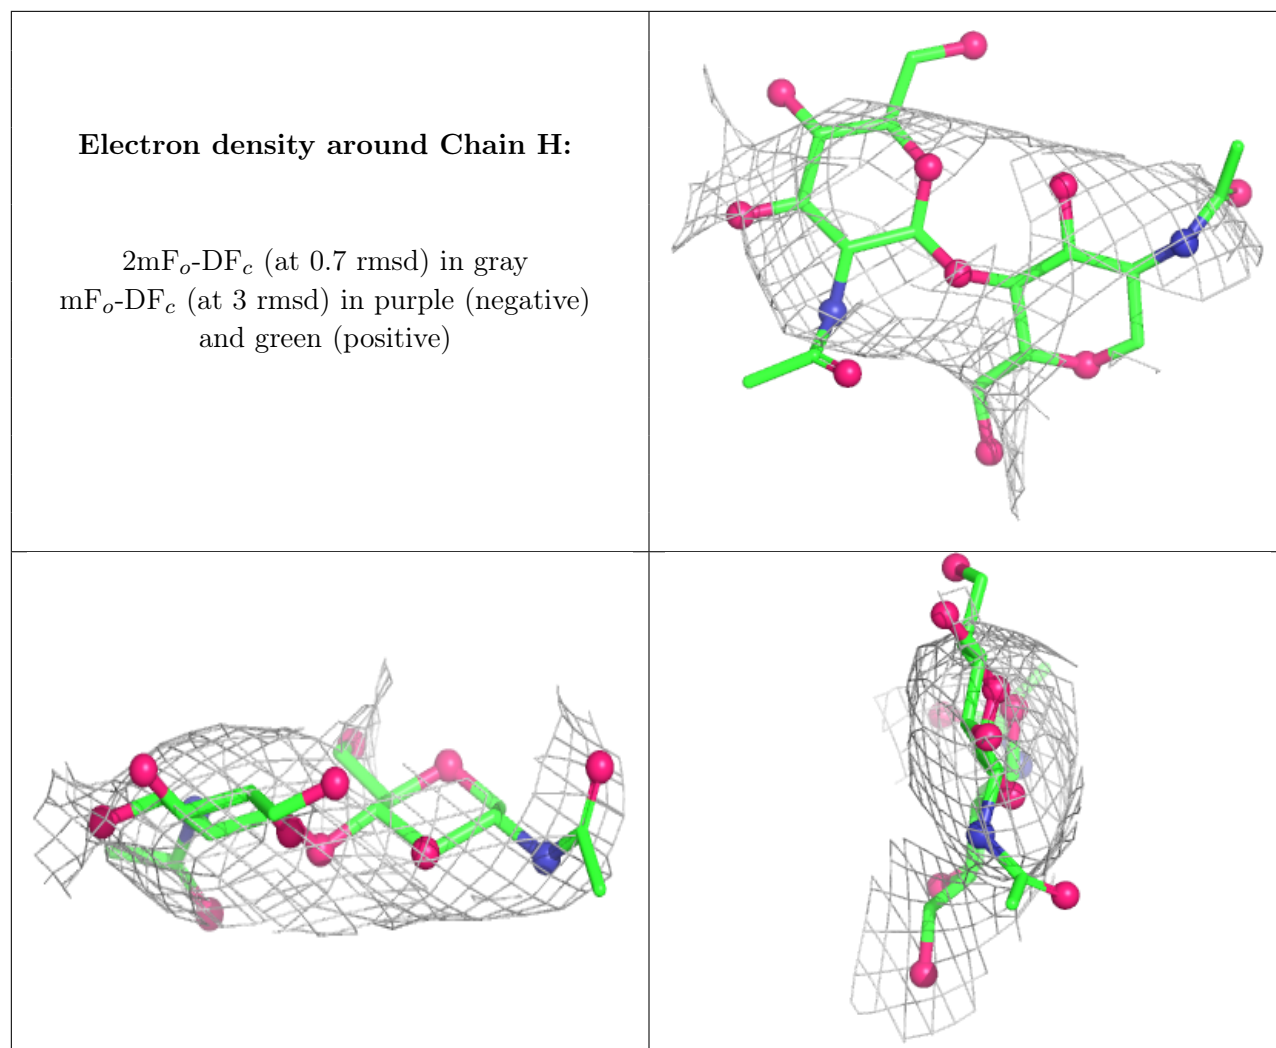 Electron density around Chain H:
2mFₒ-DF𝒸 (at 0.7 rmsd) in gray
mFₒ-DF𝒸 (at 3 rmsd) in purple (negative)
and green (positive)